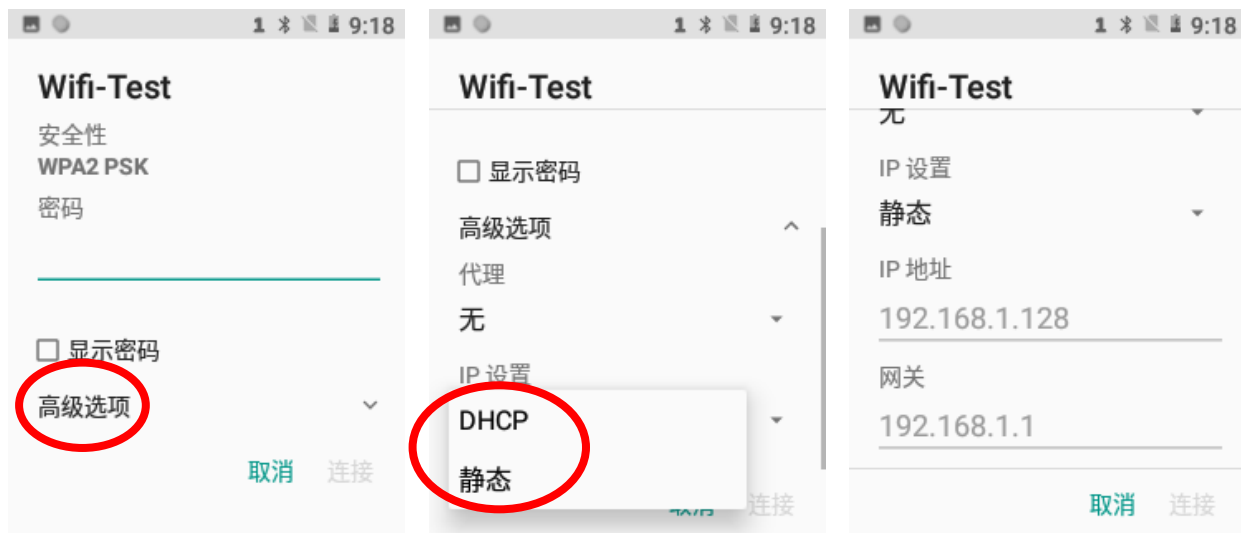 1 9:18
Wifi-Test
安全性
WPA2 PSK
密码
显示密码
高级选项
取消 连接
1 9:18
Wifi-Test
显示密码
高级选项
代理
无
IP 设置
DHCP
静态
取消 连接
1 9:18
Wifi-Test
无
IP 设置
静态
IP 地址
192.168.1.128
网关
192.168.1.1
取消 连接